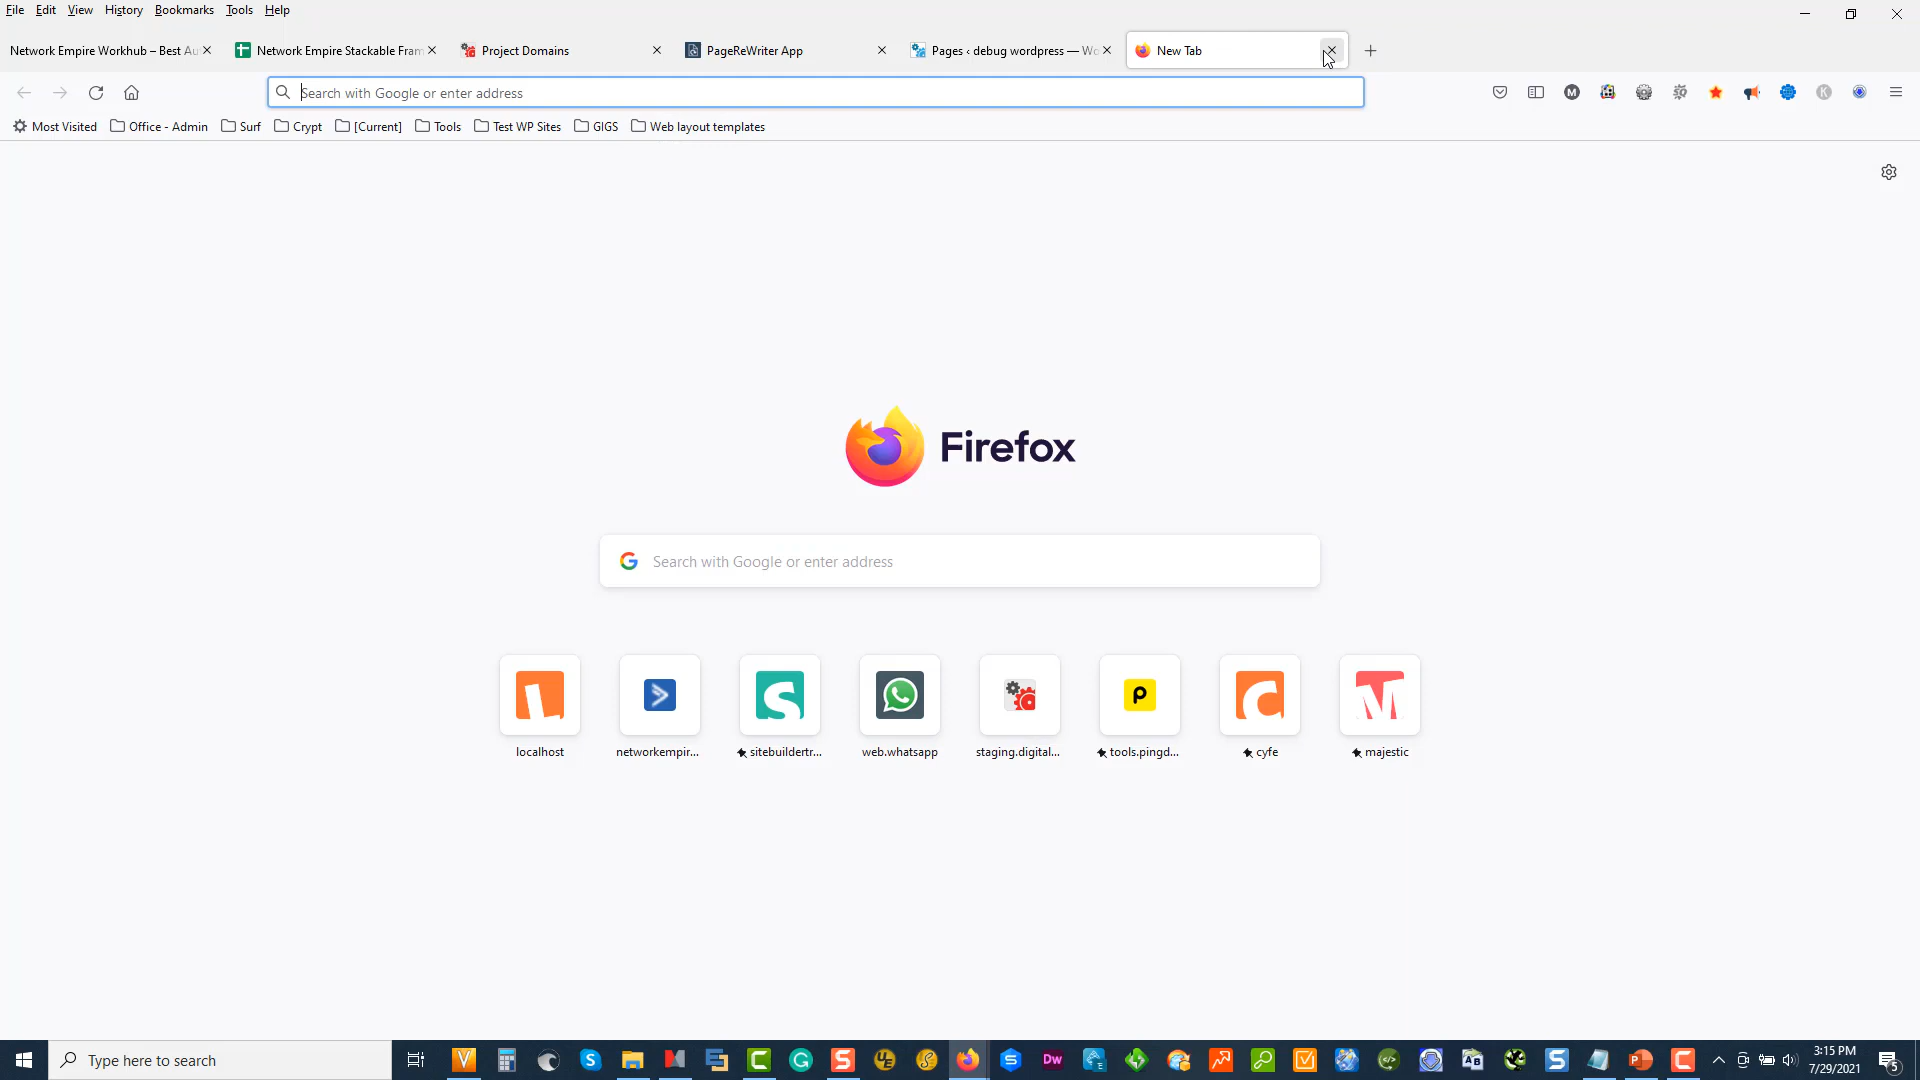 File Edit View History Bookmarks Tools Help
Network Empire Workhub – Best Au
Network Empire Stackable Fram
Project Domains
PageReWriter App
Pages ‹ debug wordpress — Wo
New Tab
Search with Google or enter address
Most Visited Office - Admin Surf Crypt [Current] Tools Test WP Sites GIGS Web layout templates
Firefox
Search with Google or enter address
localhost networkempir... sitebuildertr... web.whatsapp staging.digital... tools.pingd... cyfe majestic
Type here to search
3:15 PM
7/29/2021
5